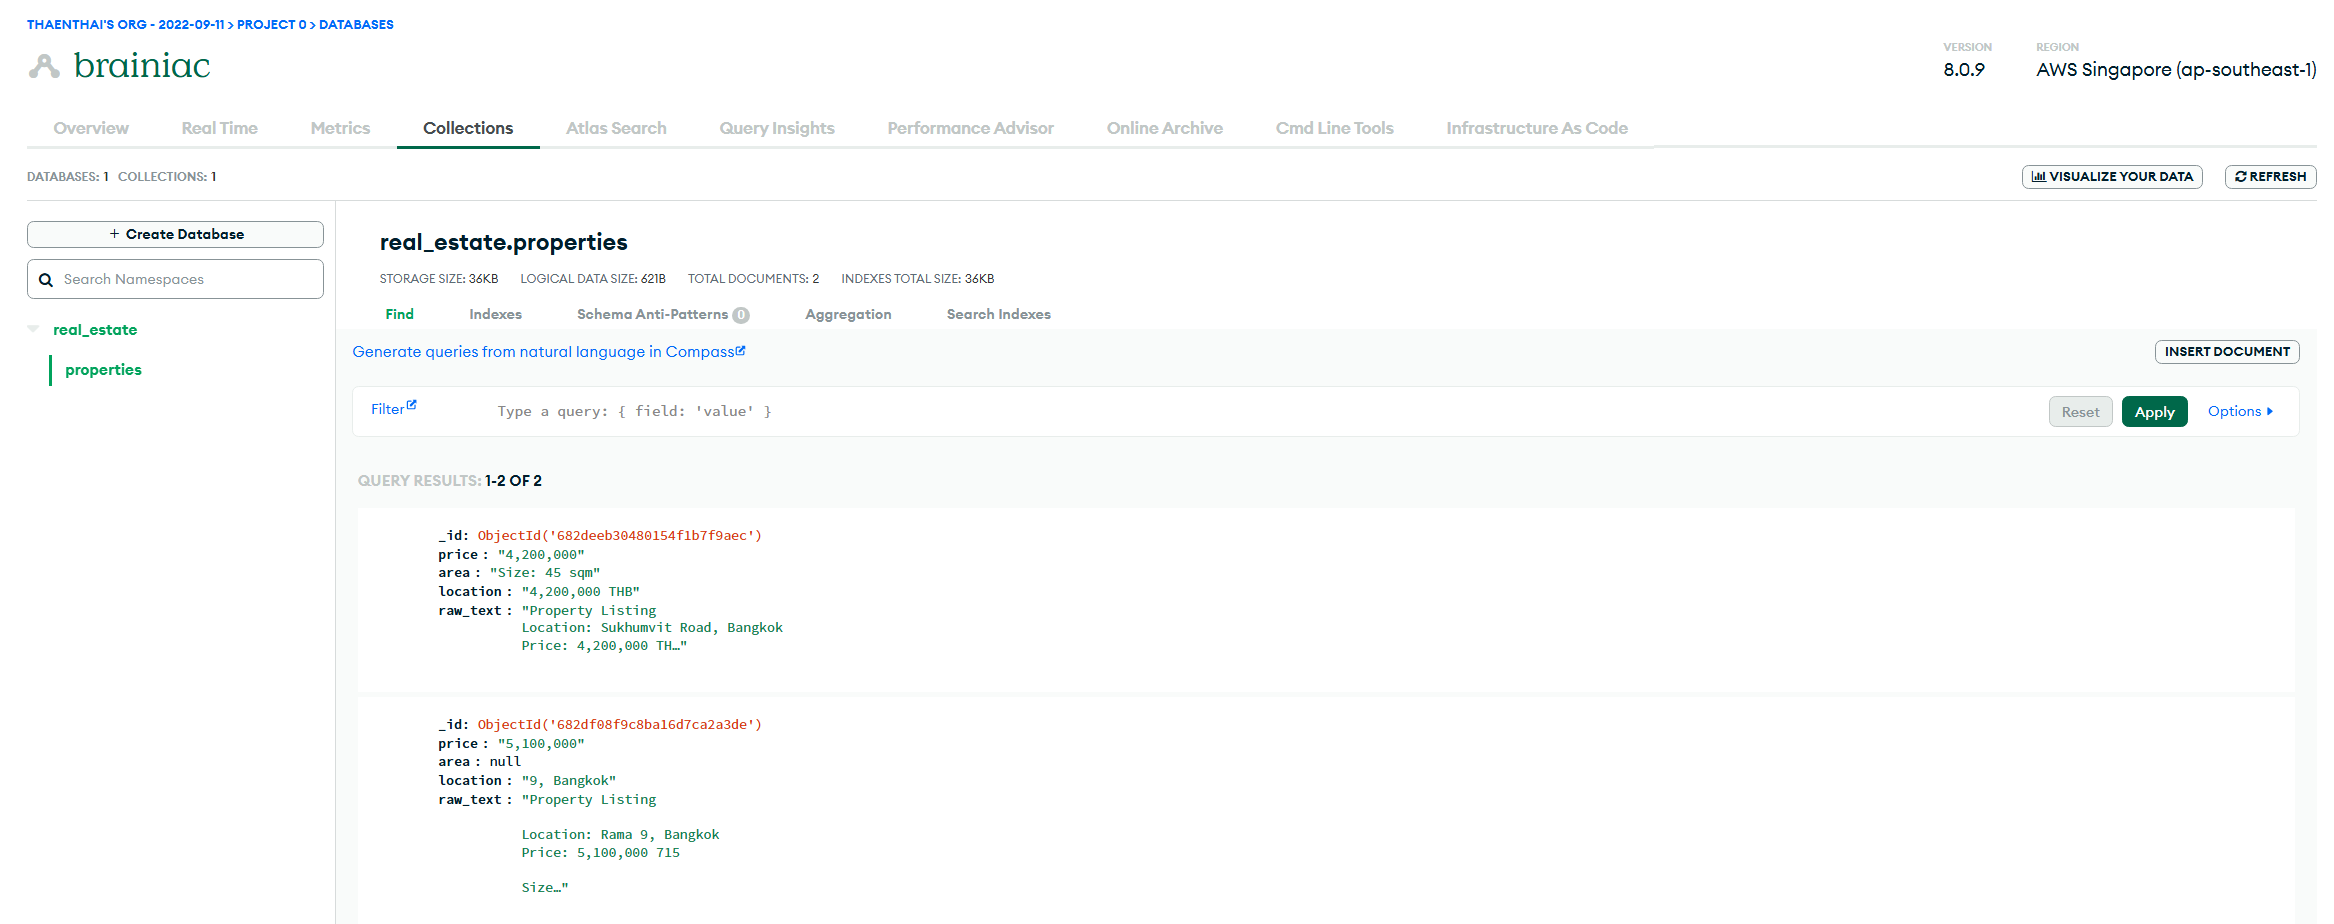 THAENTHAI'S ORG - 2022-09-11 > PROJECT 0 > DATABASES
brainiac
VERSION
8.0.9
REGION
AWS Singapore (ap-southeast-1)
Overview Real Time Metrics Collections Atlas Search Query Insights Performance Advisor Online Archive Cmd Line Tools Infrastructure As Code
DATABASES: 1 COLLECTIONS: 1
VISUALIZE YOUR DATA
REFRESH
+ Create Database
Search Namespaces
real_estate
properties
real_estate.properties
STORAGE SIZE: 36KB LOGICAL DATA SIZE: 621B TOTAL DOCUMENTS: 2 INDEXES TOTAL SIZE: 36KB
Find Indexes Schema Anti-Patterns 0 Aggregation Search Indexes
Generate queries from natural language in Compass
INSERT DOCUMENT
Filter Type a query: { field: 'value' } Reset Apply Options
QUERY RESULTS: 1-2 OF 2
_id: ObjectId('682deeb30480154f1b7f9aec')
price : "4,200,000"
area : "Size: 45 sqm"
location : "4,200,000 THB"
raw_text : "Property Listing
Location: Sukhumvit Road, Bangkok
Price: 4,200,000 TH…"
_id: ObjectId('682df08f9c8ba16d7ca2a3de')
price : "5,100,000"
area : null
location : "9, Bangkok"
raw_text : "Property Listing
Location: Rama 9, Bangkok
Price: 5,100,000 715
Size…"